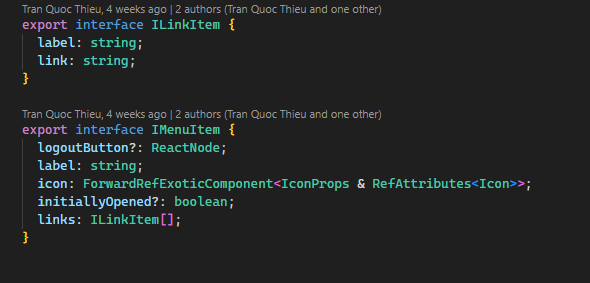 Tran Quoc Thieu, 4 weeks ago | 2 authors (Tran Quoc Thieu and one other)
export interface ILinkItem {
  label: string;
  link: string;
}
Tran Quoc Thieu, 4 weeks ago | 2 authors (Tran Quoc Thieu and one other)
export interface IMenuItem {
  logoutButton?: ReactNode;
  label: string;
  icon: ForwardRefExoticComponent<IconProps & RefAttributes<Icon>>;
  initiallyOpened?: boolean;
  links: ILinkItem[];
}